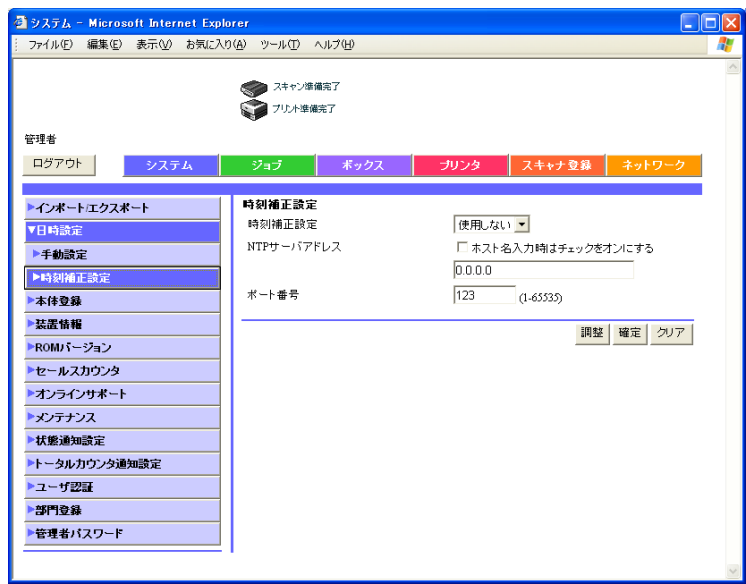 システム - Microsoft Internet Explorer
ファイル(F) 編集(E) 表示(V) お気に入り(A) ツール(T) ヘルプ(H)
スキャン準備完了
プリント準備完了
管理者
ログアウト システム ジョブ ボックス プリンタ スキャナ登録 ネットワーク
▶インポート/エクスポート
▼日時設定
▶手動設定
▶時刻補正設定
▶本体登録
▶装置情報
▶ROMバージョン
▶セールスカウンタ
▶オンラインサポート
▶メンテナンス
▶状態通知設定
▶トータルカウンタ通知設定
▶ユーザ認証
▶部門登録
▶管理者パスワード
時刻補正設定
時刻補正設定 使用しない
NTPサーバアドレス ホスト名入力時はチェックをオンにする
0.0.0.0
ポート番号 123 (1-65535)
調整 確定 クリア